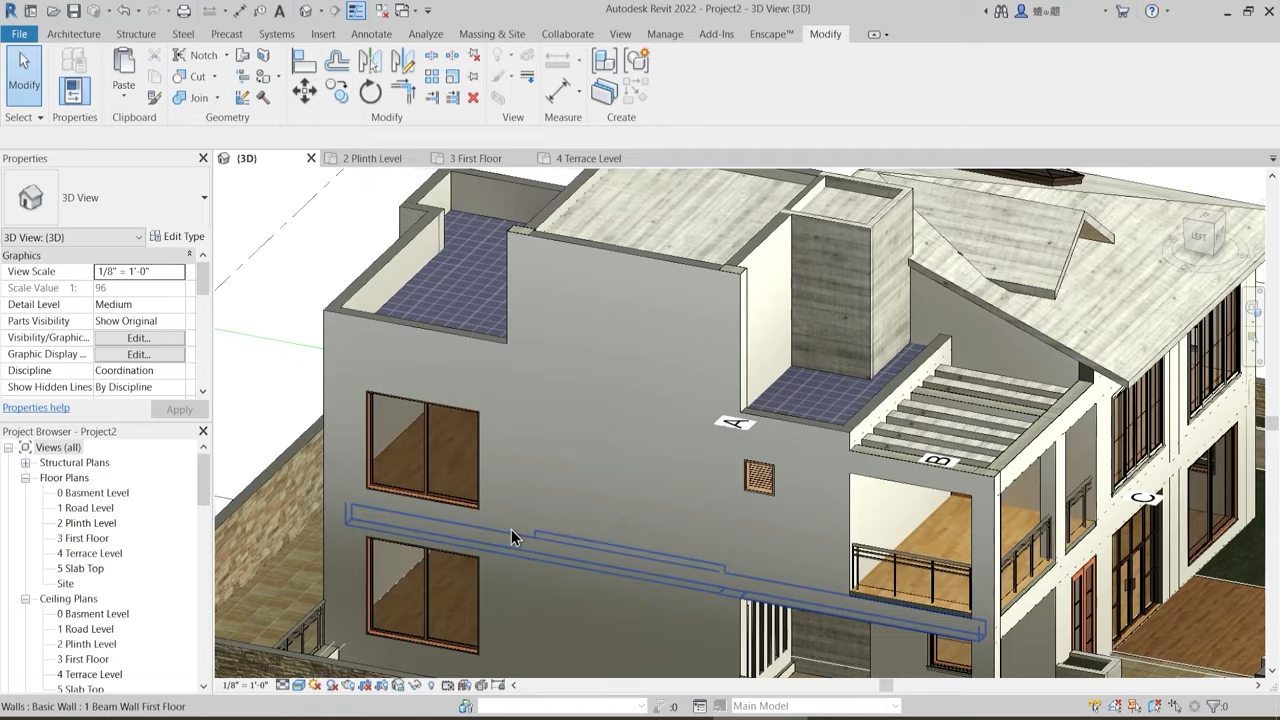 Autodesk Revit 2022 - Project2 - 3D View: {3D}
File Architecture Structure Steel Precast Systems Insert Annotate Analyze Massing & Site Collaborate View Manage Add-Ins Enscape™ Modify
Modify
Paste
Notch
Cut
Join
Select
Properties
Clipboard
Geometry
Modify
View
Measure
Create
Properties
{3D}
2 Plinth Level
3 First Floor
4 Terrace Level
3D View
3D View: {3D}
Edit Type
Graphics
View Scale 1/8" = 1'-0"
Scale Value 1: 96
Detail Level Medium
Parts Visibility Show Original
Visibility/Graphic... Edit...
Graphic Display ... Edit...
Discipline Coordination
Show Hidden Lines By Discipline
Properties help
Apply
Project Browser - Project2
Views (all)
Structural Plans
Floor Plans
0 Basment Level
1 Road Level
2 Plinth Level
3 First Floor
4 Terrace Level
5 Slab Top
Site
Ceiling Plans
0 Basment Level
1 Road Level
2 Plinth Level
3 First Floor
4 Terrace Level
5 Slab Top
LEFT
A
B
C
1/8" = 1'-0"
Walls : Basic Wall : 1 Beam Wall First Floor
:0
Main Model
:0